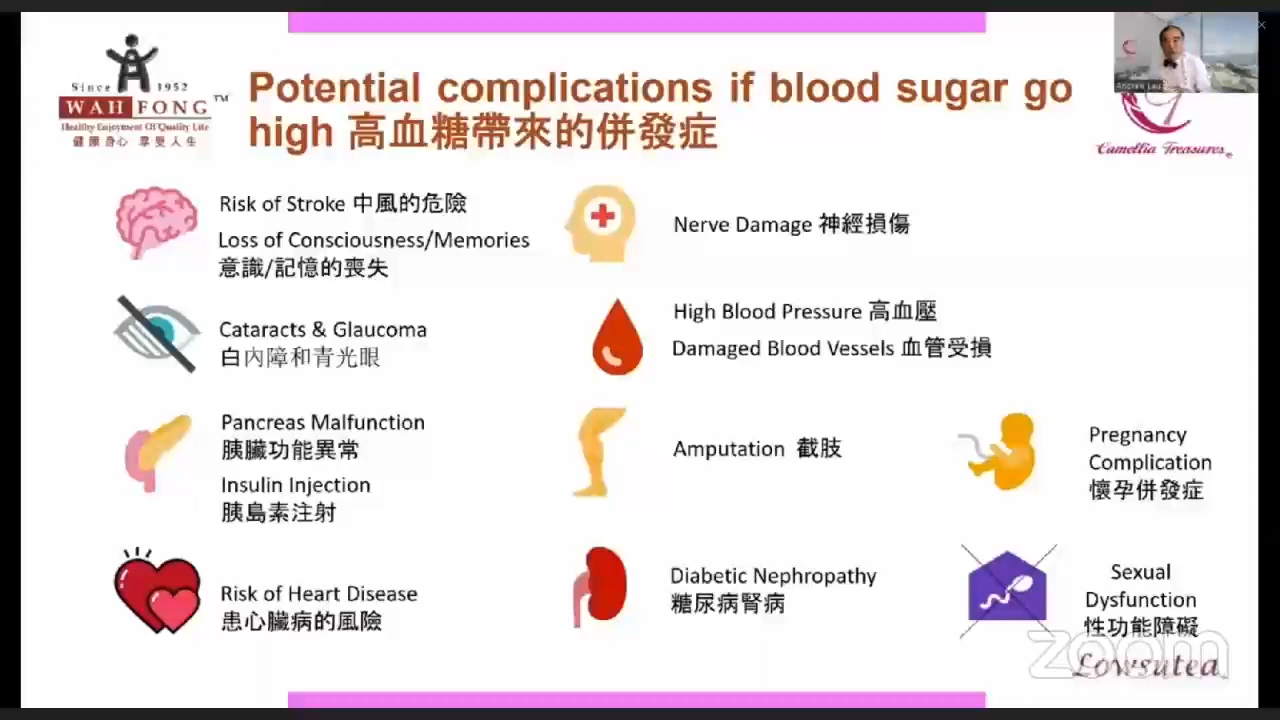 Since 1952
WAH FONG TM
Healthy Enjoyment Of Quality Life
健康身心 享受人生
Potential complications if blood sugar go
high 高血糖帶來的併發症
Camellia Treasures
Risk of Stroke 中風的危險
Loss of Consciousness/Memories
意識/記憶的喪失
Nerve Damage 神經損傷
Cataracts & Glaucoma
白內障和青光眼
High Blood Pressure 高血壓
Damaged Blood Vessels 血管受損
Pancreas Malfunction
胰臟功能異常
Insulin Injection
胰島素注射
Amputation 截肢
Pregnancy
Complication
懷孕併發症
Risk of Heart Disease
患心臟病的風險
Diabetic Nephropathy
糖尿病腎病
Sexual
Dysfunction
性功能障礙
zoom
Lowsutea